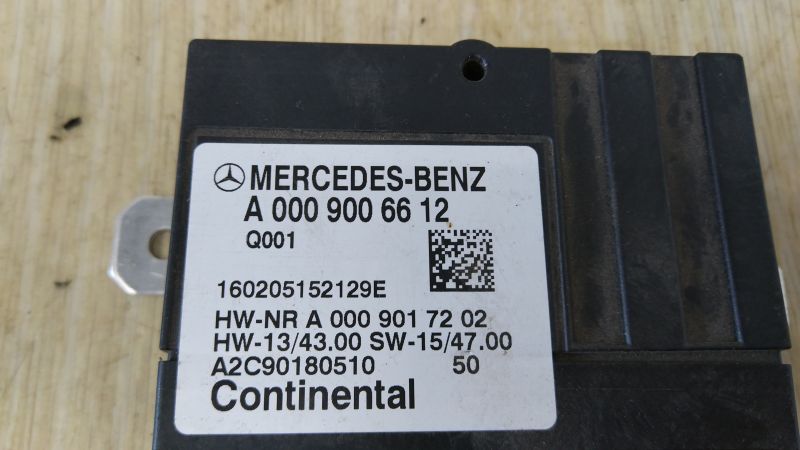 MERCEDES-BENZ
A 000 900 66 12
Q001
160205152129E
HW-NR A 000 901 72 02
HW-13/43.00 SW-15/47.00
A2C90180510 50
Continental